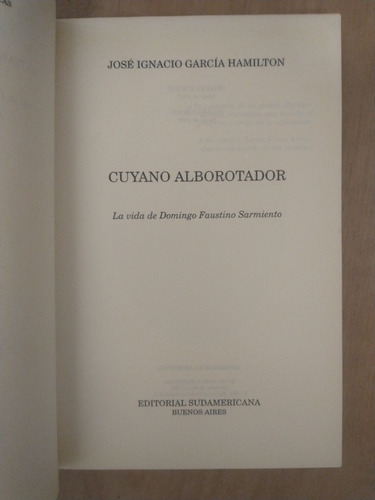 JOSÉ IGNACIO GARCÍA HAMILTON
CUYANO ALBOROTADOR
La vida de Domingo Faustino Sarmiento
EDITORIAL SUDAMERICANA
BUENOS AIRES